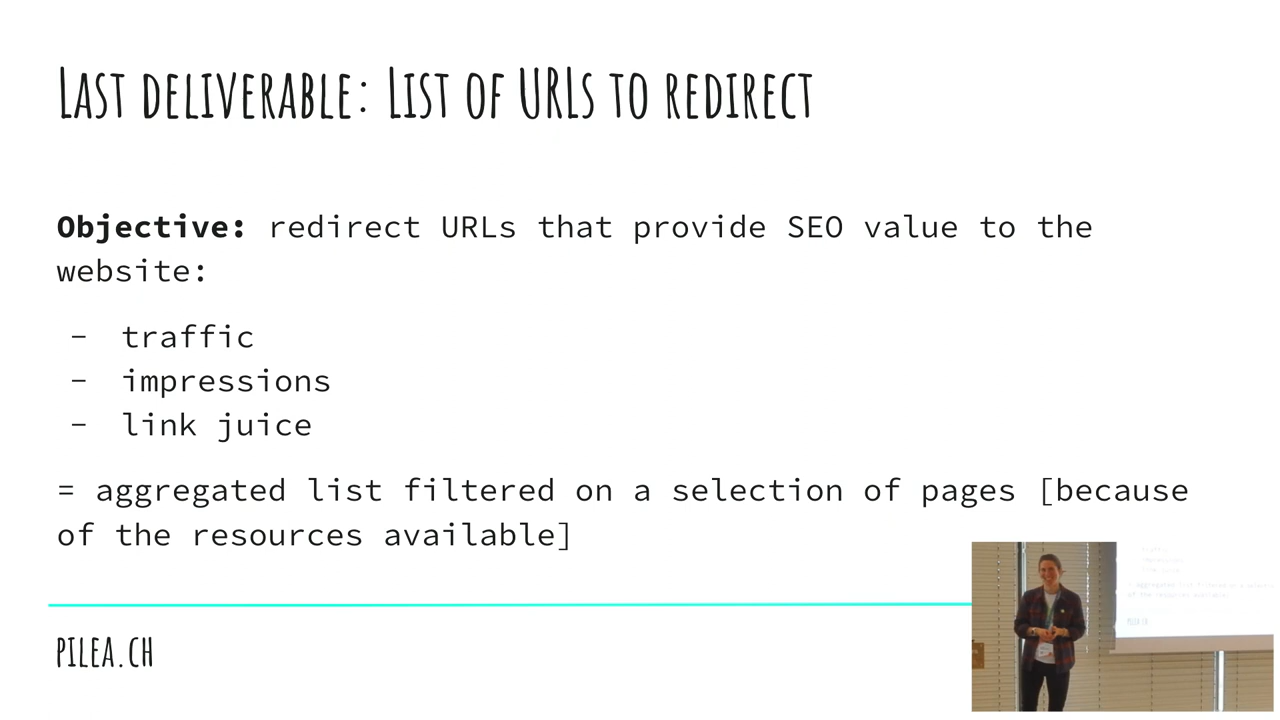 Last deliverable: List of URLs to redirect
Objective: redirect URLs that provide SEO value to the
website:
- traffic
- impressions
- link juice
= aggregated list filtered on a selection of pages [because
of the resources available]
PILEA.CH